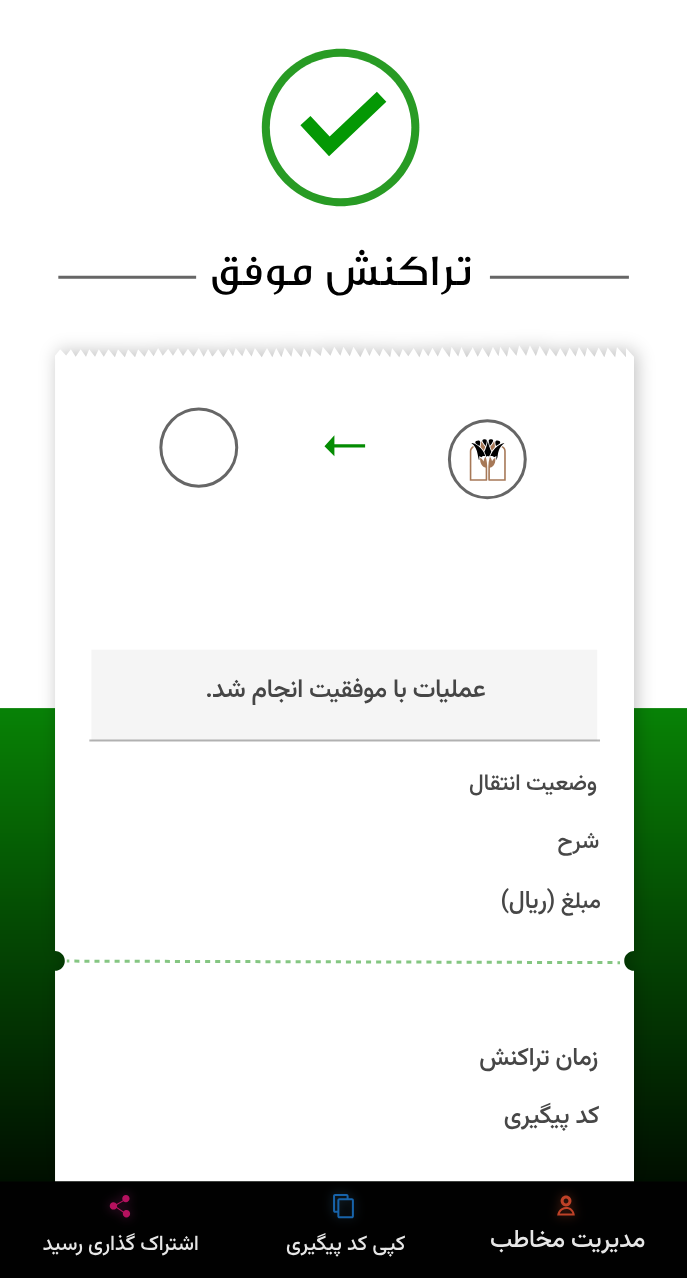 تراکنش موفق
عملیات با موفقیت انجام شد.
وضعیت انتقال
شرح
مبلغ (ریال)
زمان تراکنش
کد پیگیری
مدیریت مخاطب
کپی کد پیگیری
اشتراک گذاری رسید